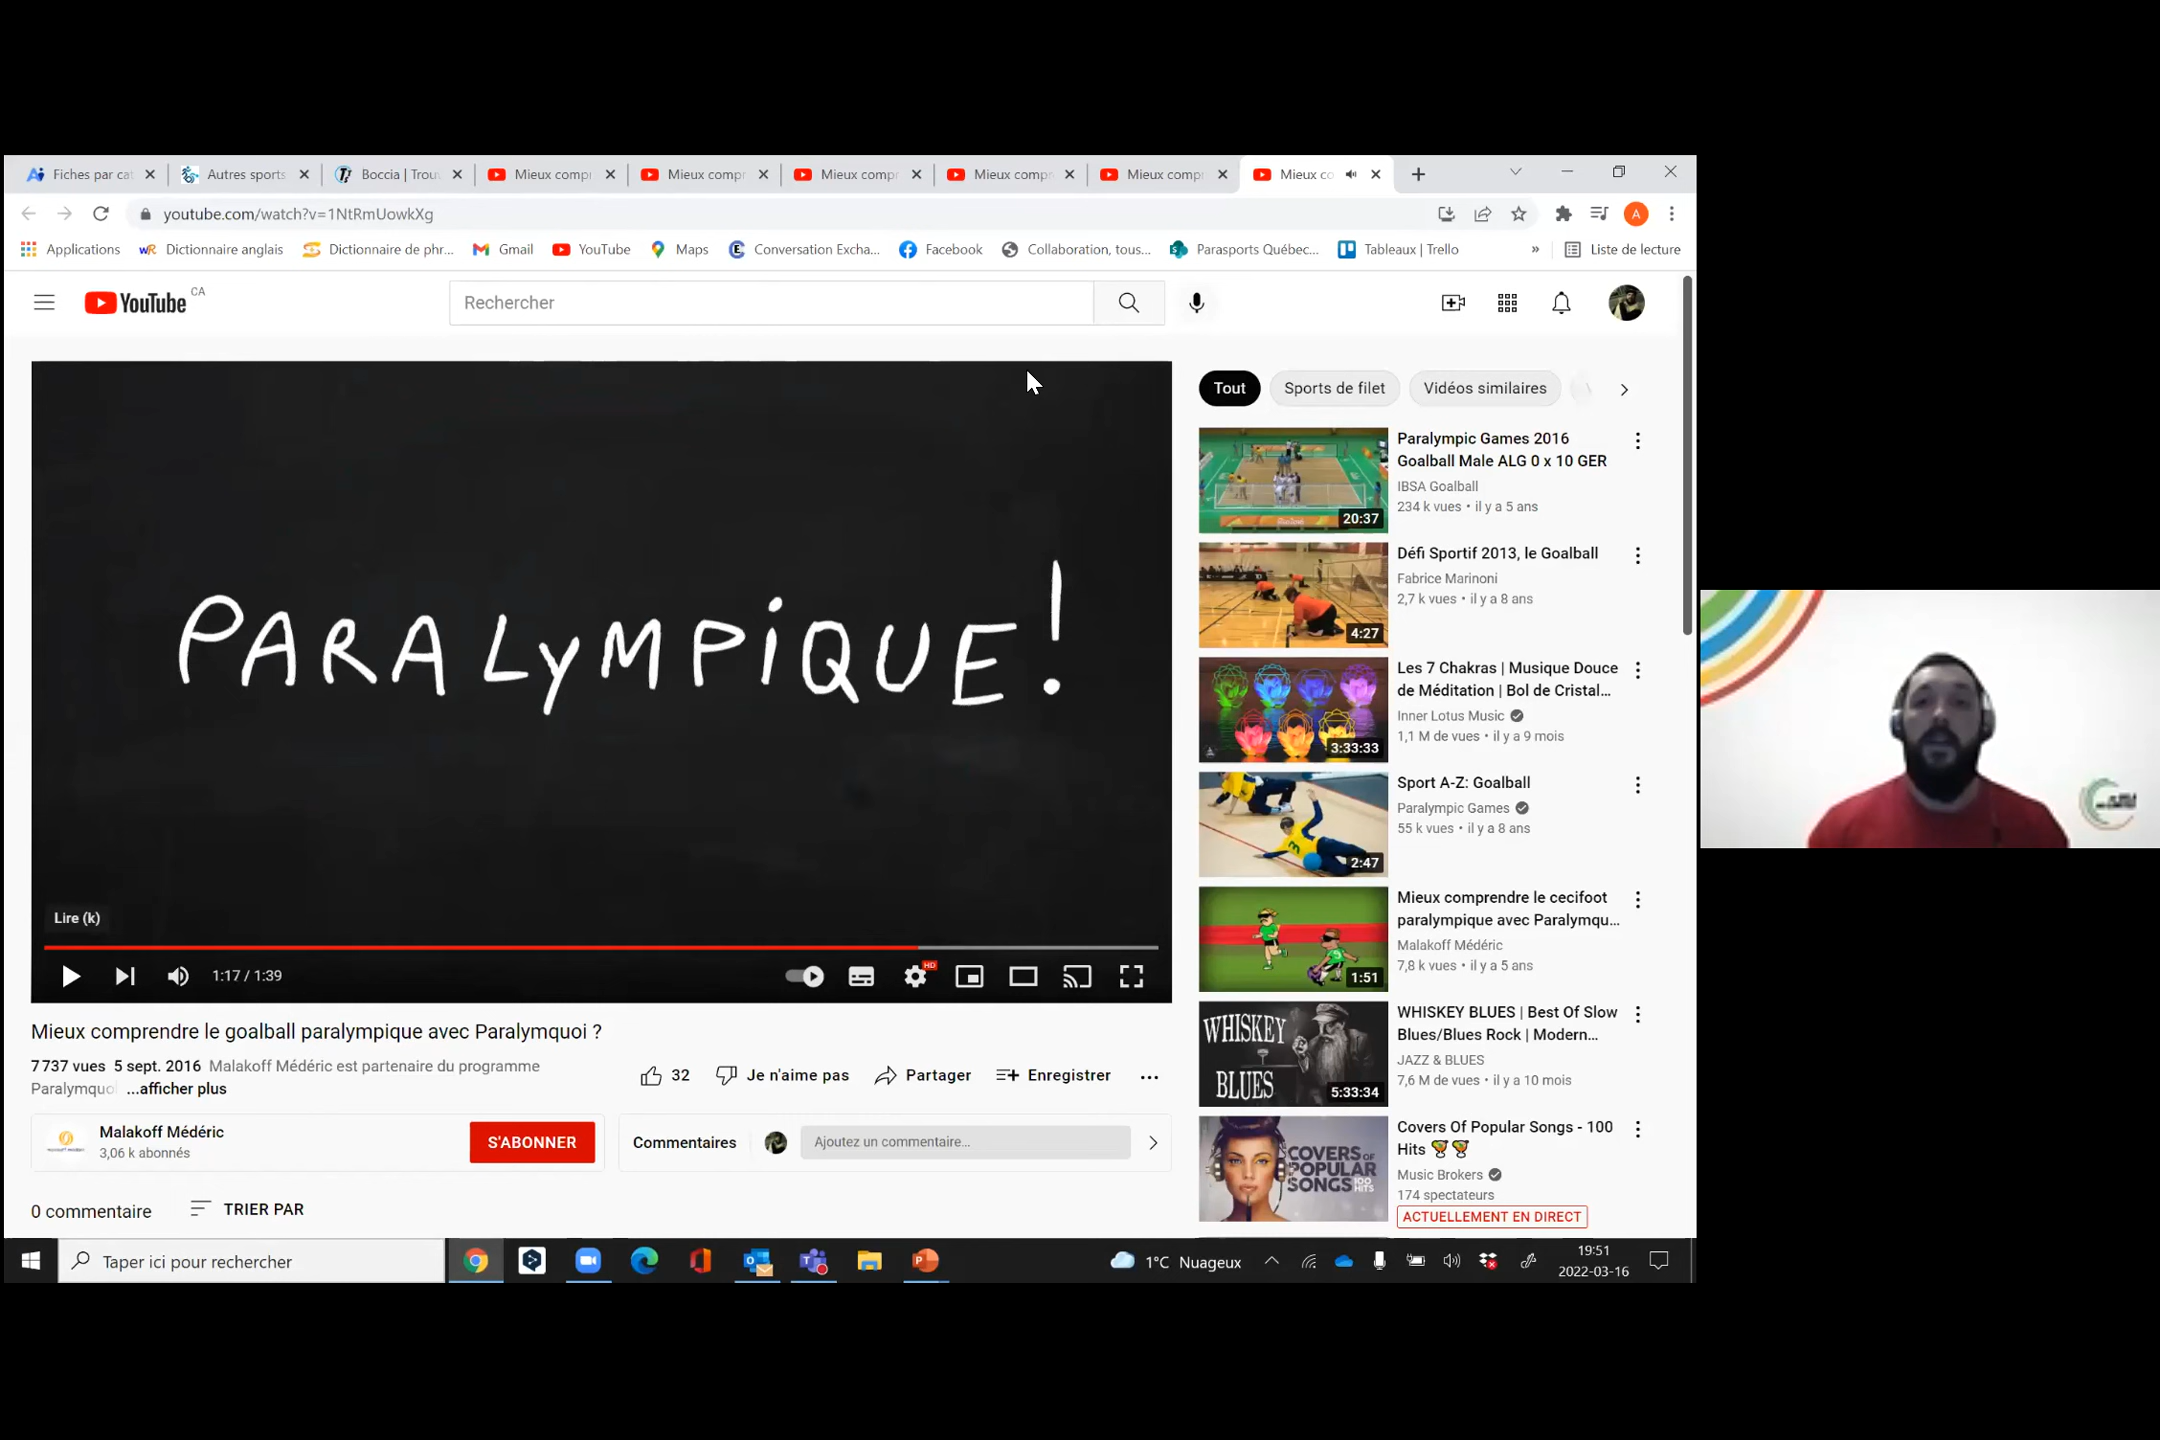 Fiches par cat
Autres sports
Boccia | Trou
Mieux compr
Mieux compr
Mieux compr
Mieux compr
Mieux compr
Mieux co
youtube.com/watch?v=1NtRmUowkXg
A
Applications
Dictionnaire anglais
Dictionnaire de phr...
Gmail
YouTube
Maps
Conversation Excha...
Facebook
Collaboration, tous...
Parasports Québec...
Tableaux | Trello
»
Liste de lecture
YouTube CA
Rechercher
PARALYMPIQUE!
Lire (k)
1:17 / 1:39
HD
Mieux comprendre le goalball paralympique avec Paralymquoi ?
7 737 vues 5 sept. 2016 Malakoff Médéric est partenaire du programme
Paralymquoi ...afficher plus
32
Je n'aime pas
Partager
Enregistrer
Malakoff Médéric
3,06 k abonnés
S'ABONNER
Commentaires
Ajoutez un commentaire...
0 commentaire
TRIER PAR
Tout
Sports de filet
Vidéos similaires
20:37
Paralympic Games 2016
Goalball Male ALG 0 x 10 GER
IBSA Goalball
234 k vues • il y a 5 ans
4:27
Défi Sportif 2013, le Goalball
Fabrice Marinoni
2,7 k vues • il y a 8 ans
3:33:33
Les 7 Chakras | Musique Douce
de Méditation | Bol de Cristal...
Inner Lotus Music
1,1 M de vues • il y a 9 mois
2:47
Sport A-Z: Goalball
Paralympic Games
55 k vues • il y a 8 ans
1:51
Mieux comprendre le cecifoot
paralympique avec Paralymqu...
Malakoff Médéric
7,8 k vues • il y a 5 ans
WHISKEY
BLUES
5:33:34
WHISKEY BLUES | Best Of Slow
Blues/Blues Rock | Modern...
JAZZ & BLUES
7,6 M de vues • il y a 10 mois
COVERS OF
POPULAR
SONGS 100
HITS
Covers Of Popular Songs - 100
Hits
Music Brokers
174 spectateurs
ACTUELLEMENT EN DIRECT
Taper ici pour rechercher
1°C Nuageux
19:51
2022-03-16